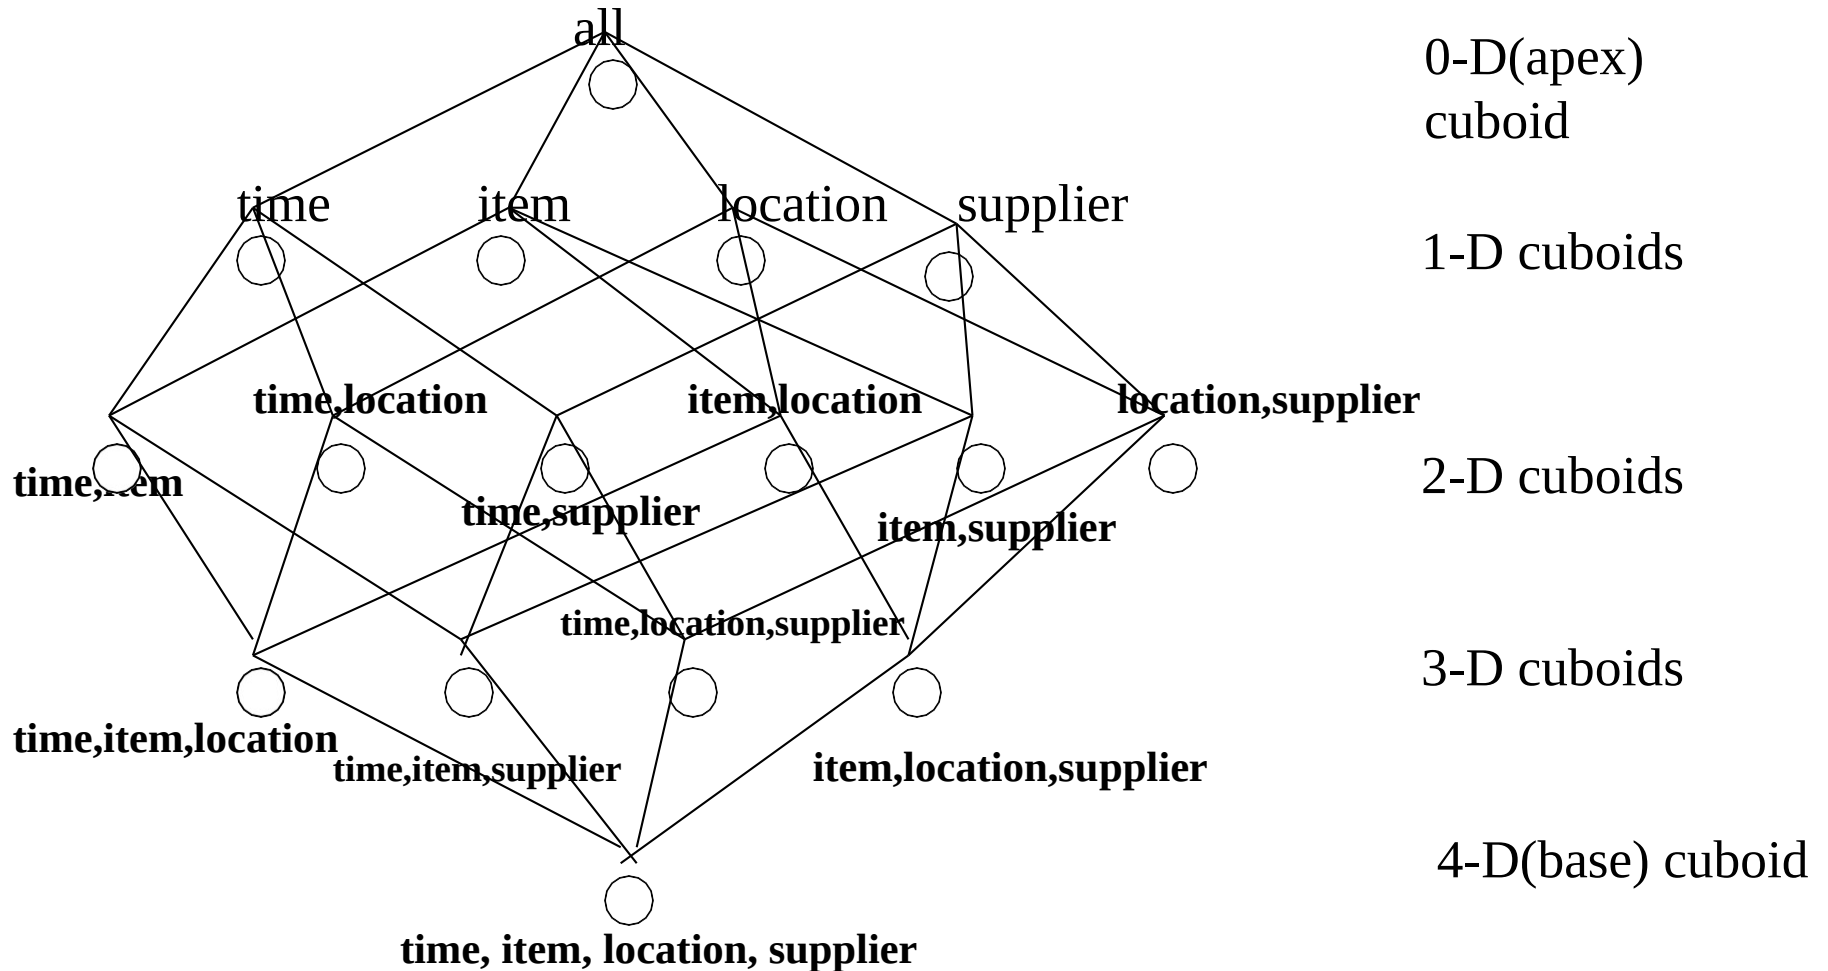 all
0-D(apex)
cuboid
time
item
location
supplier
1-D cuboids
time,location
item,location
location,supplier
time,item
time,supplier
item,supplier
2-D cuboids
time,location,supplier
3-D cuboids
time,item,location
time,item,supplier
item,location,supplier
4-D(base) cuboid
time, item, location, supplier